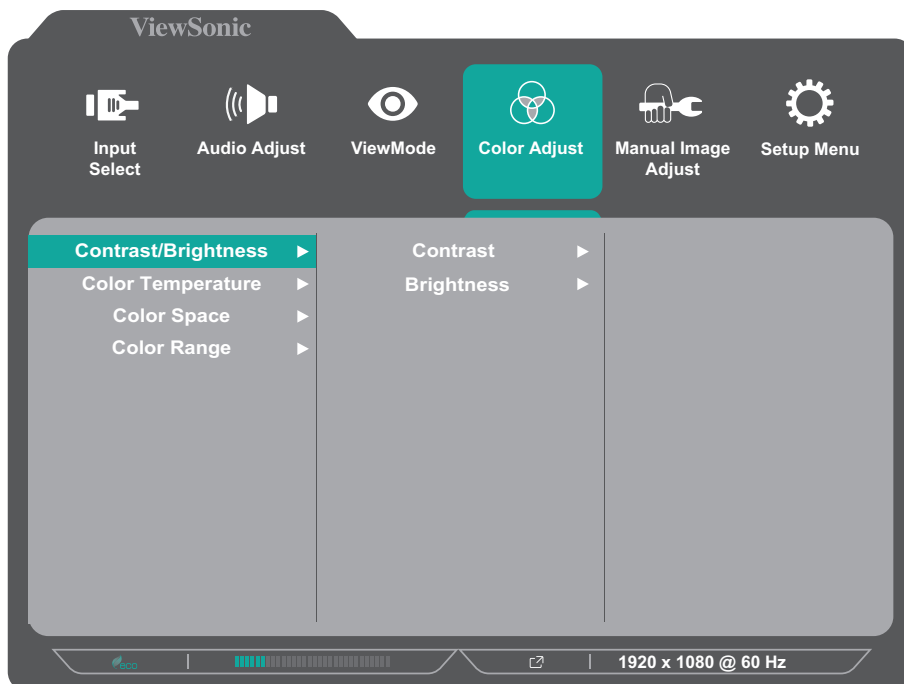 ViewSonic
Input Select
Audio Adjust
ViewMode
Color Adjust
Manual Image Adjust
Setup Menu
Contrast/Brightness
Color Temperature
Color Space
Color Range
Contrast
Brightness
eco
1920 x 1080 @ 60 Hz